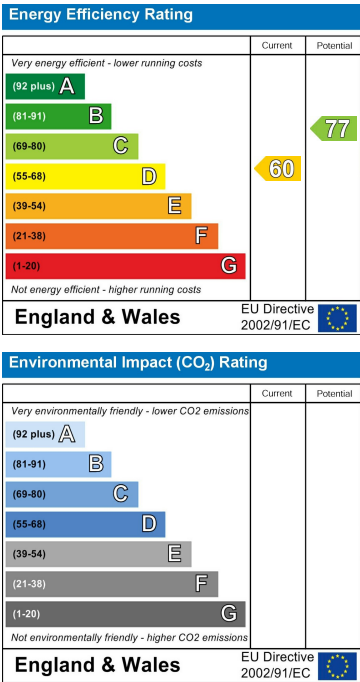 Energy Efficiency Rating
Current Potential
Very energy efficient - lower running costs
(92 plus) A
(81-91) B
(69-80) C
77
(55-68) D
60
(39-54) E
(21-38) F
(1-20) G
Not energy efficient - higher running costs
England & Wales
EU Directive
2002/91/EC
Environmental Impact (CO₂) Rating
Current Potential
Very environmentally friendly - lower CO2 emissions
(92 plus) A
(81-91) B
(69-80) C
(55-68) D
(39-54) E
(21-38) F
(1-20) G
Not environmentally friendly - higher CO2 emissions
England & Wales
EU Directive
2002/91/EC